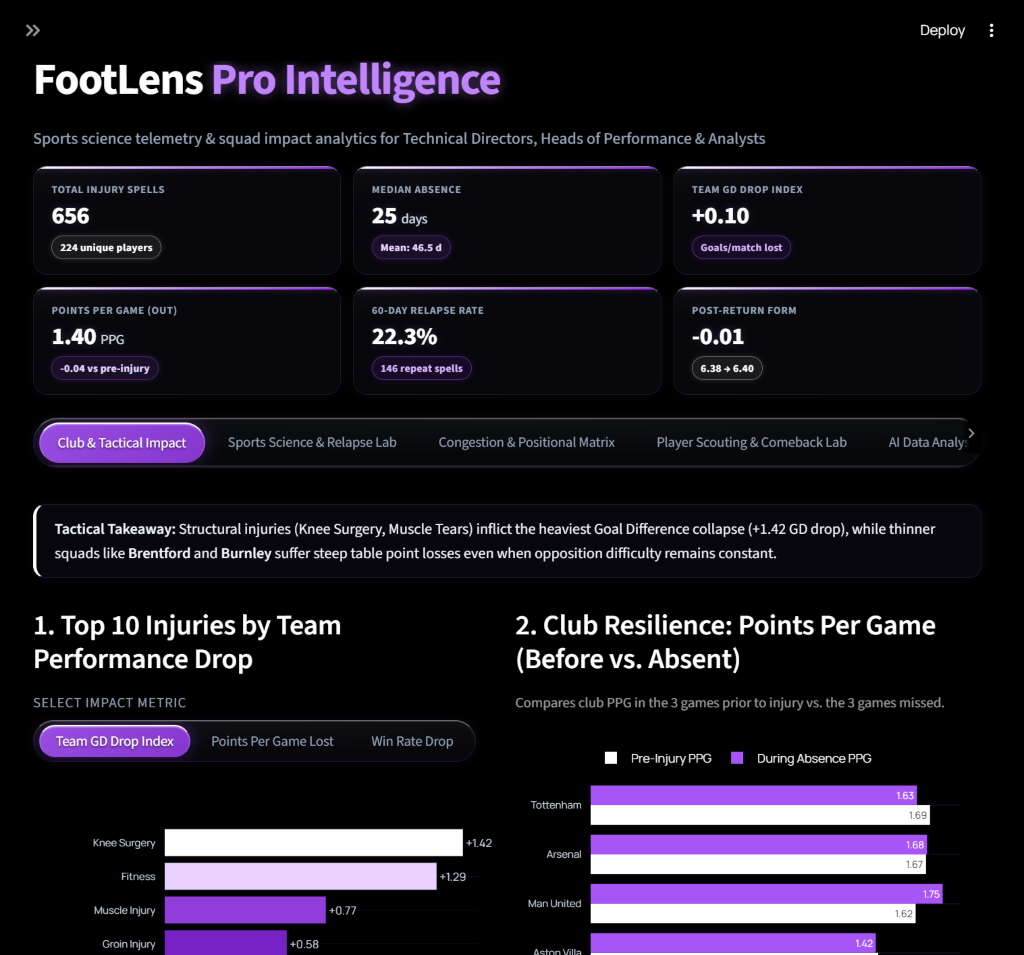 Deploy
FootLens Pro Intelligence
Sports science telemetry & squad impact analytics for Technical Directors, Heads of Performance & Analysts
TOTAL INJURY SPELLS
656
224 unique players
MEDIAN ABSENCE
25 days
Mean: 46.5 d
TEAM GD DROP INDEX
+0.10
Goals/match lost
POINTS PER GAME (OUT)
1.40 PPG
-0.04 vs pre-injury
60-DAY RELAPSE RATE
22.3%
146 repeat spells
POST-RETURN FORM
-0.01
6.38 → 6.40
Club & Tactical Impact
Sports Science & Relapse Lab
Congestion & Positional Matrix
Player Scouting & Comeback Lab
AI Data Analys
Tactical Takeaway: Structural injuries (Knee Surgery, Muscle Tears) inflict the heaviest Goal Difference collapse (+1.42 GD drop), while thinner
squads like Brentford and Burnley suffer steep table point losses even when opposition difficulty remains constant.
1. Top 10 Injuries by Team
Performance Drop
SELECT IMPACT METRIC
Team GD Drop Index
Points Per Game Lost
Win Rate Drop
Knee Surgery
+1.42
Fitness
+1.29
Muscle Injury
+0.77
Groin Injury
+0.58
2. Club Resilience: Points Per Game
(Before vs. Absent)
Compares club PPG in the 3 games prior to injury vs. the 3 games missed.
Pre-Injury PPG
During Absence PPG
Tottenham
1.63
1.69
Arsenal
1.68
1.67
Man United
1.75
1.62
Aston Villa
1.42